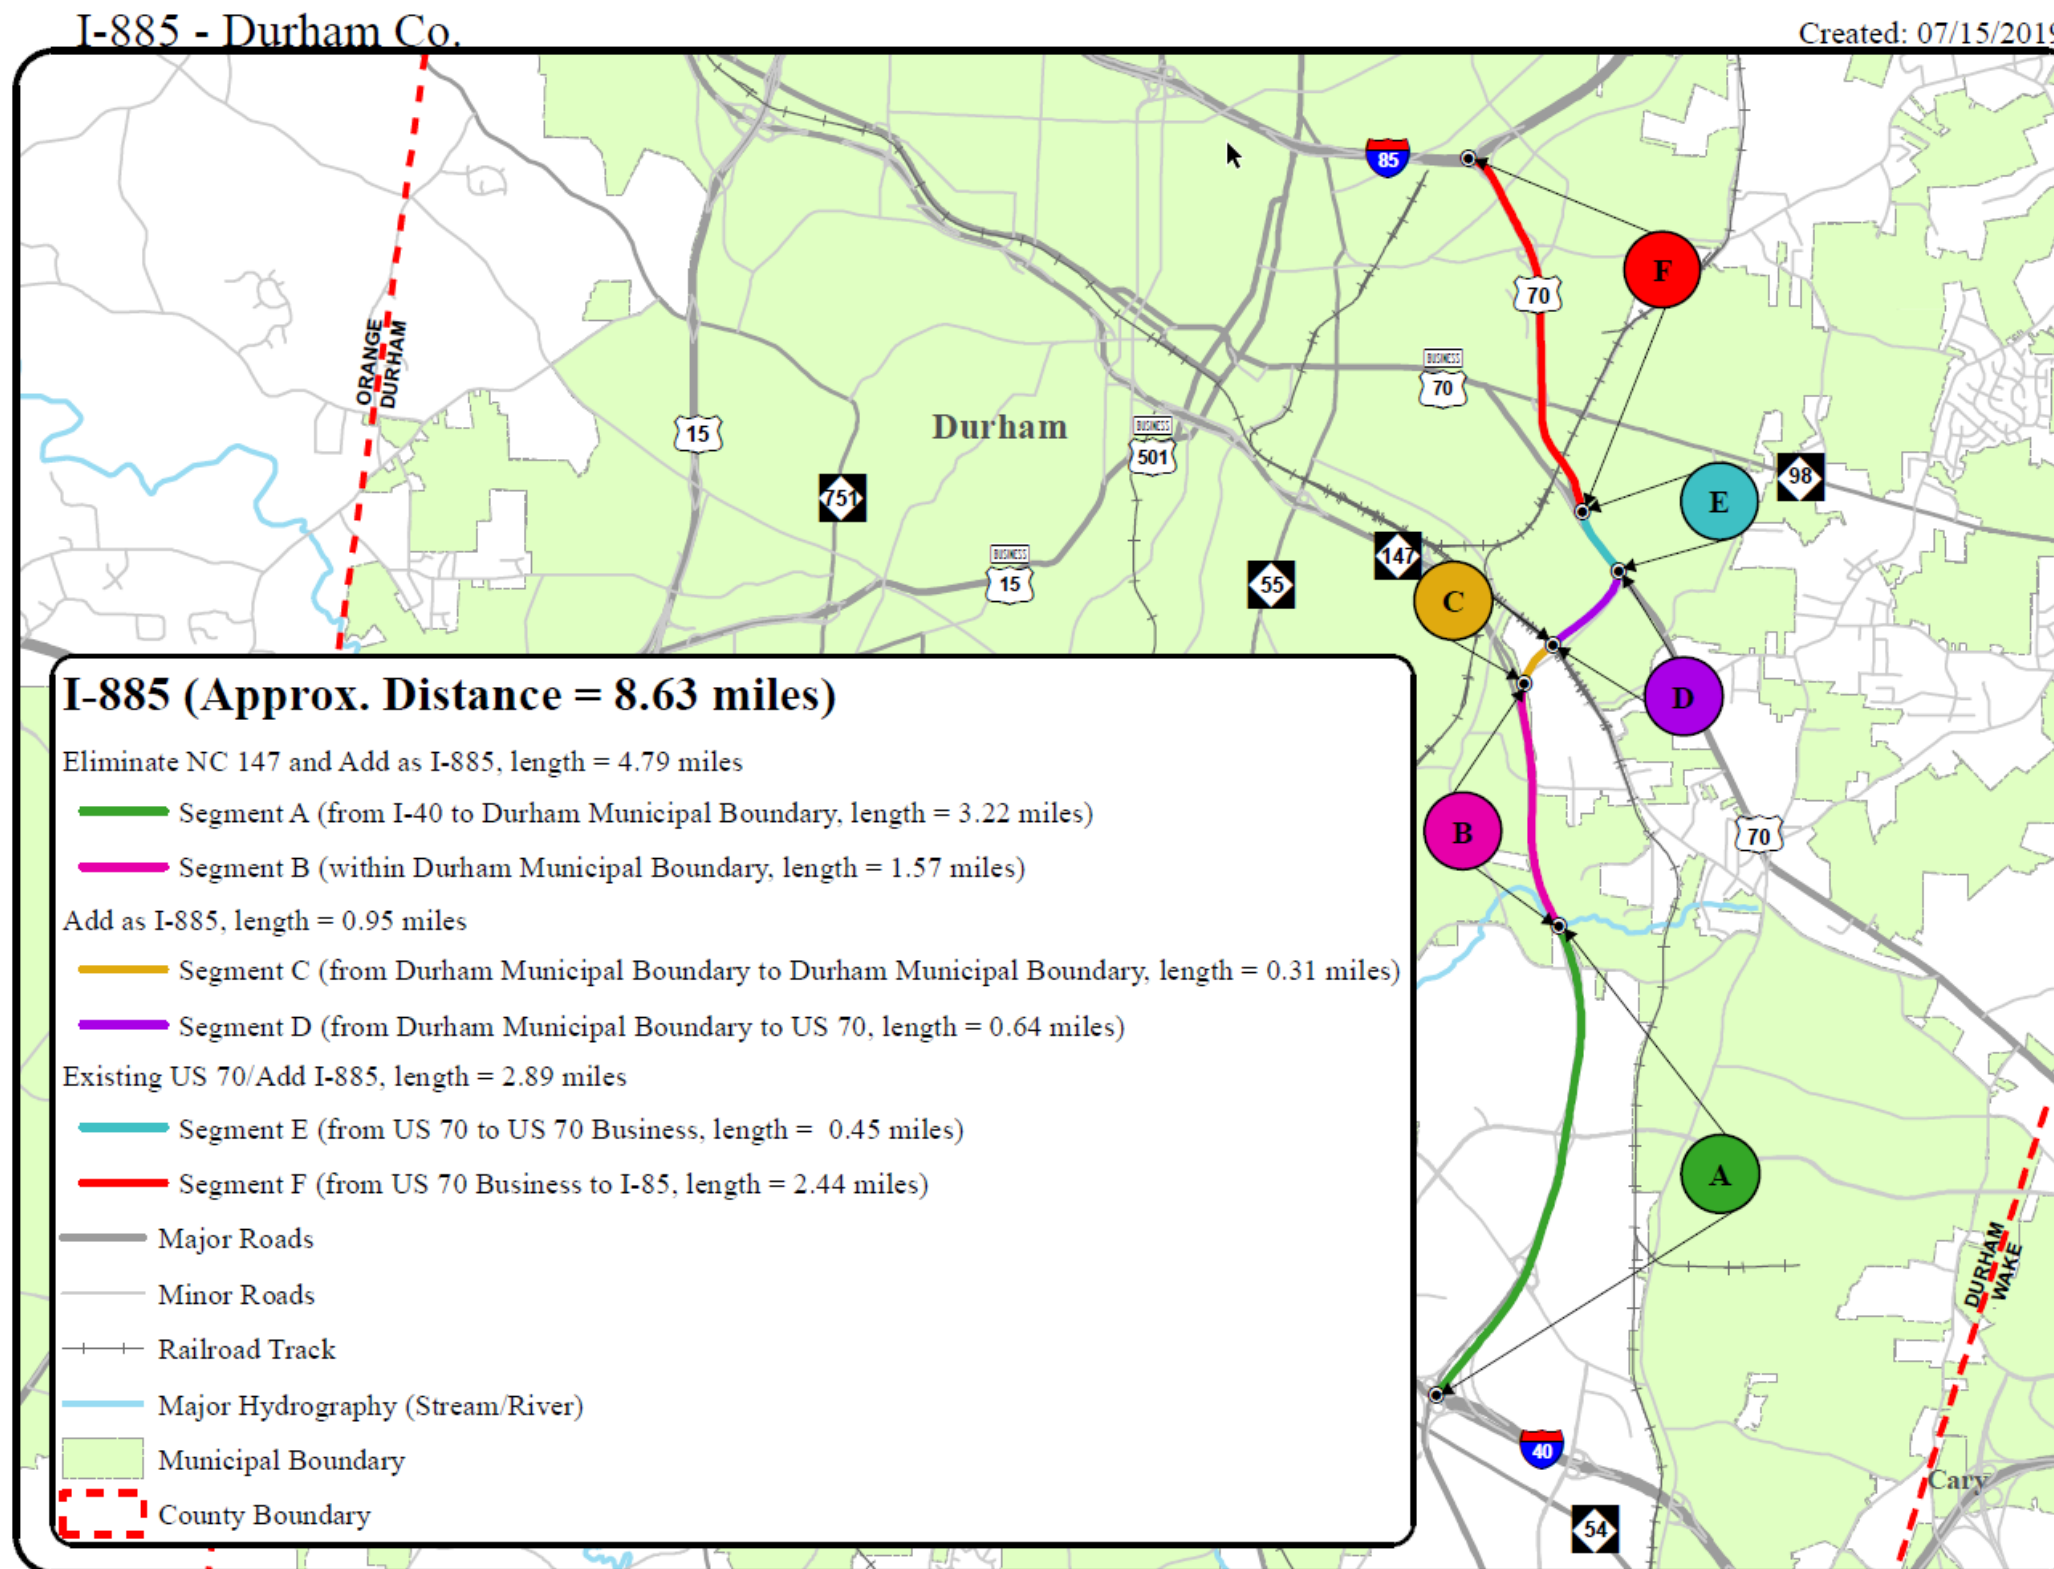 I-885 - Durham Co.
Created: 07/15/2019
85
F
70
ORANGE
DURHAM
BUSINESS
70
Durham
15
BUSINESS
501
751
98
E
147
55
BUSINESS
15
C
D
I-885 (Approx. Distance = 8.63 miles)
Eliminate NC 147 and Add as I-885, length = 4.79 miles
Segment A (from I-40 to Durham Municipal Boundary, length = 3.22 miles)
Segment B (within Durham Municipal Boundary, length = 1.57 miles)
Add as I-885, length = 0.95 miles
Segment C (from Durham Municipal Boundary to Durham Municipal Boundary, length = 0.31 miles)
Segment D (from Durham Municipal Boundary to US 70, length = 0.64 miles)
Existing US 70/Add I-885, length = 2.89 miles
Segment E (from US 70 to US 70 Business, length =  0.45 miles)
Segment F (from US 70 Business to I-85, length = 2.44 miles)
Major Roads
Minor Roads
Railroad Track
Major Hydrography (Stream/River)
Municipal Boundary
County Boundary
B
70
A
DURHAM
WAKE
40
Cary
54